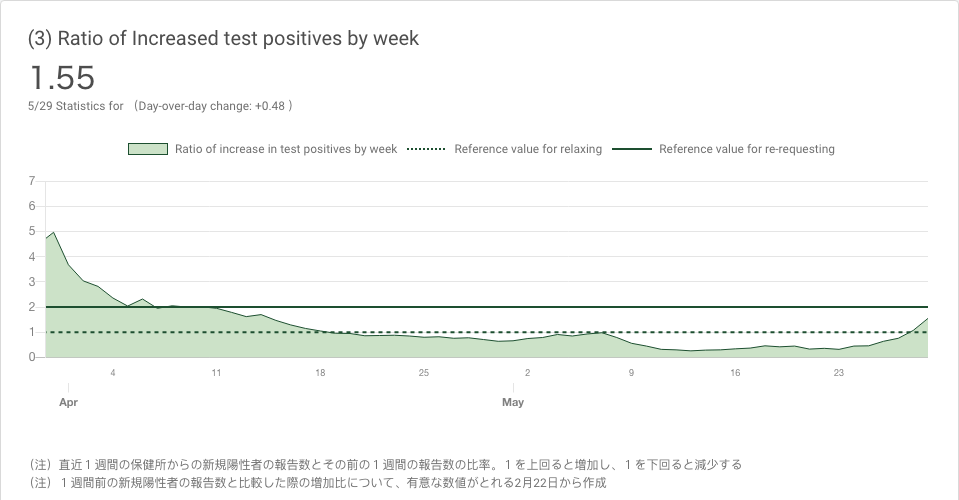 (3) Ratio of Increased test positives by week
1.55
5/29 Statistics for （Day-over-day change: +0.48 ）
Ratio of increase in test positives by week Reference value for relaxing Reference value for re-requesting
7
6
5
4
3
2
1
0
4 11 18 25 2 9 16 23
Apr May
（注）直近１週間の保健所からの新規陽性者の報告数とその前の１週間の報告数の比率。１を上回ると増加し、１を下回ると減少する
（注）１週間前の新規陽性者の報告数と比較した際の増加比について、有意な数値がとれる2月22日から作成